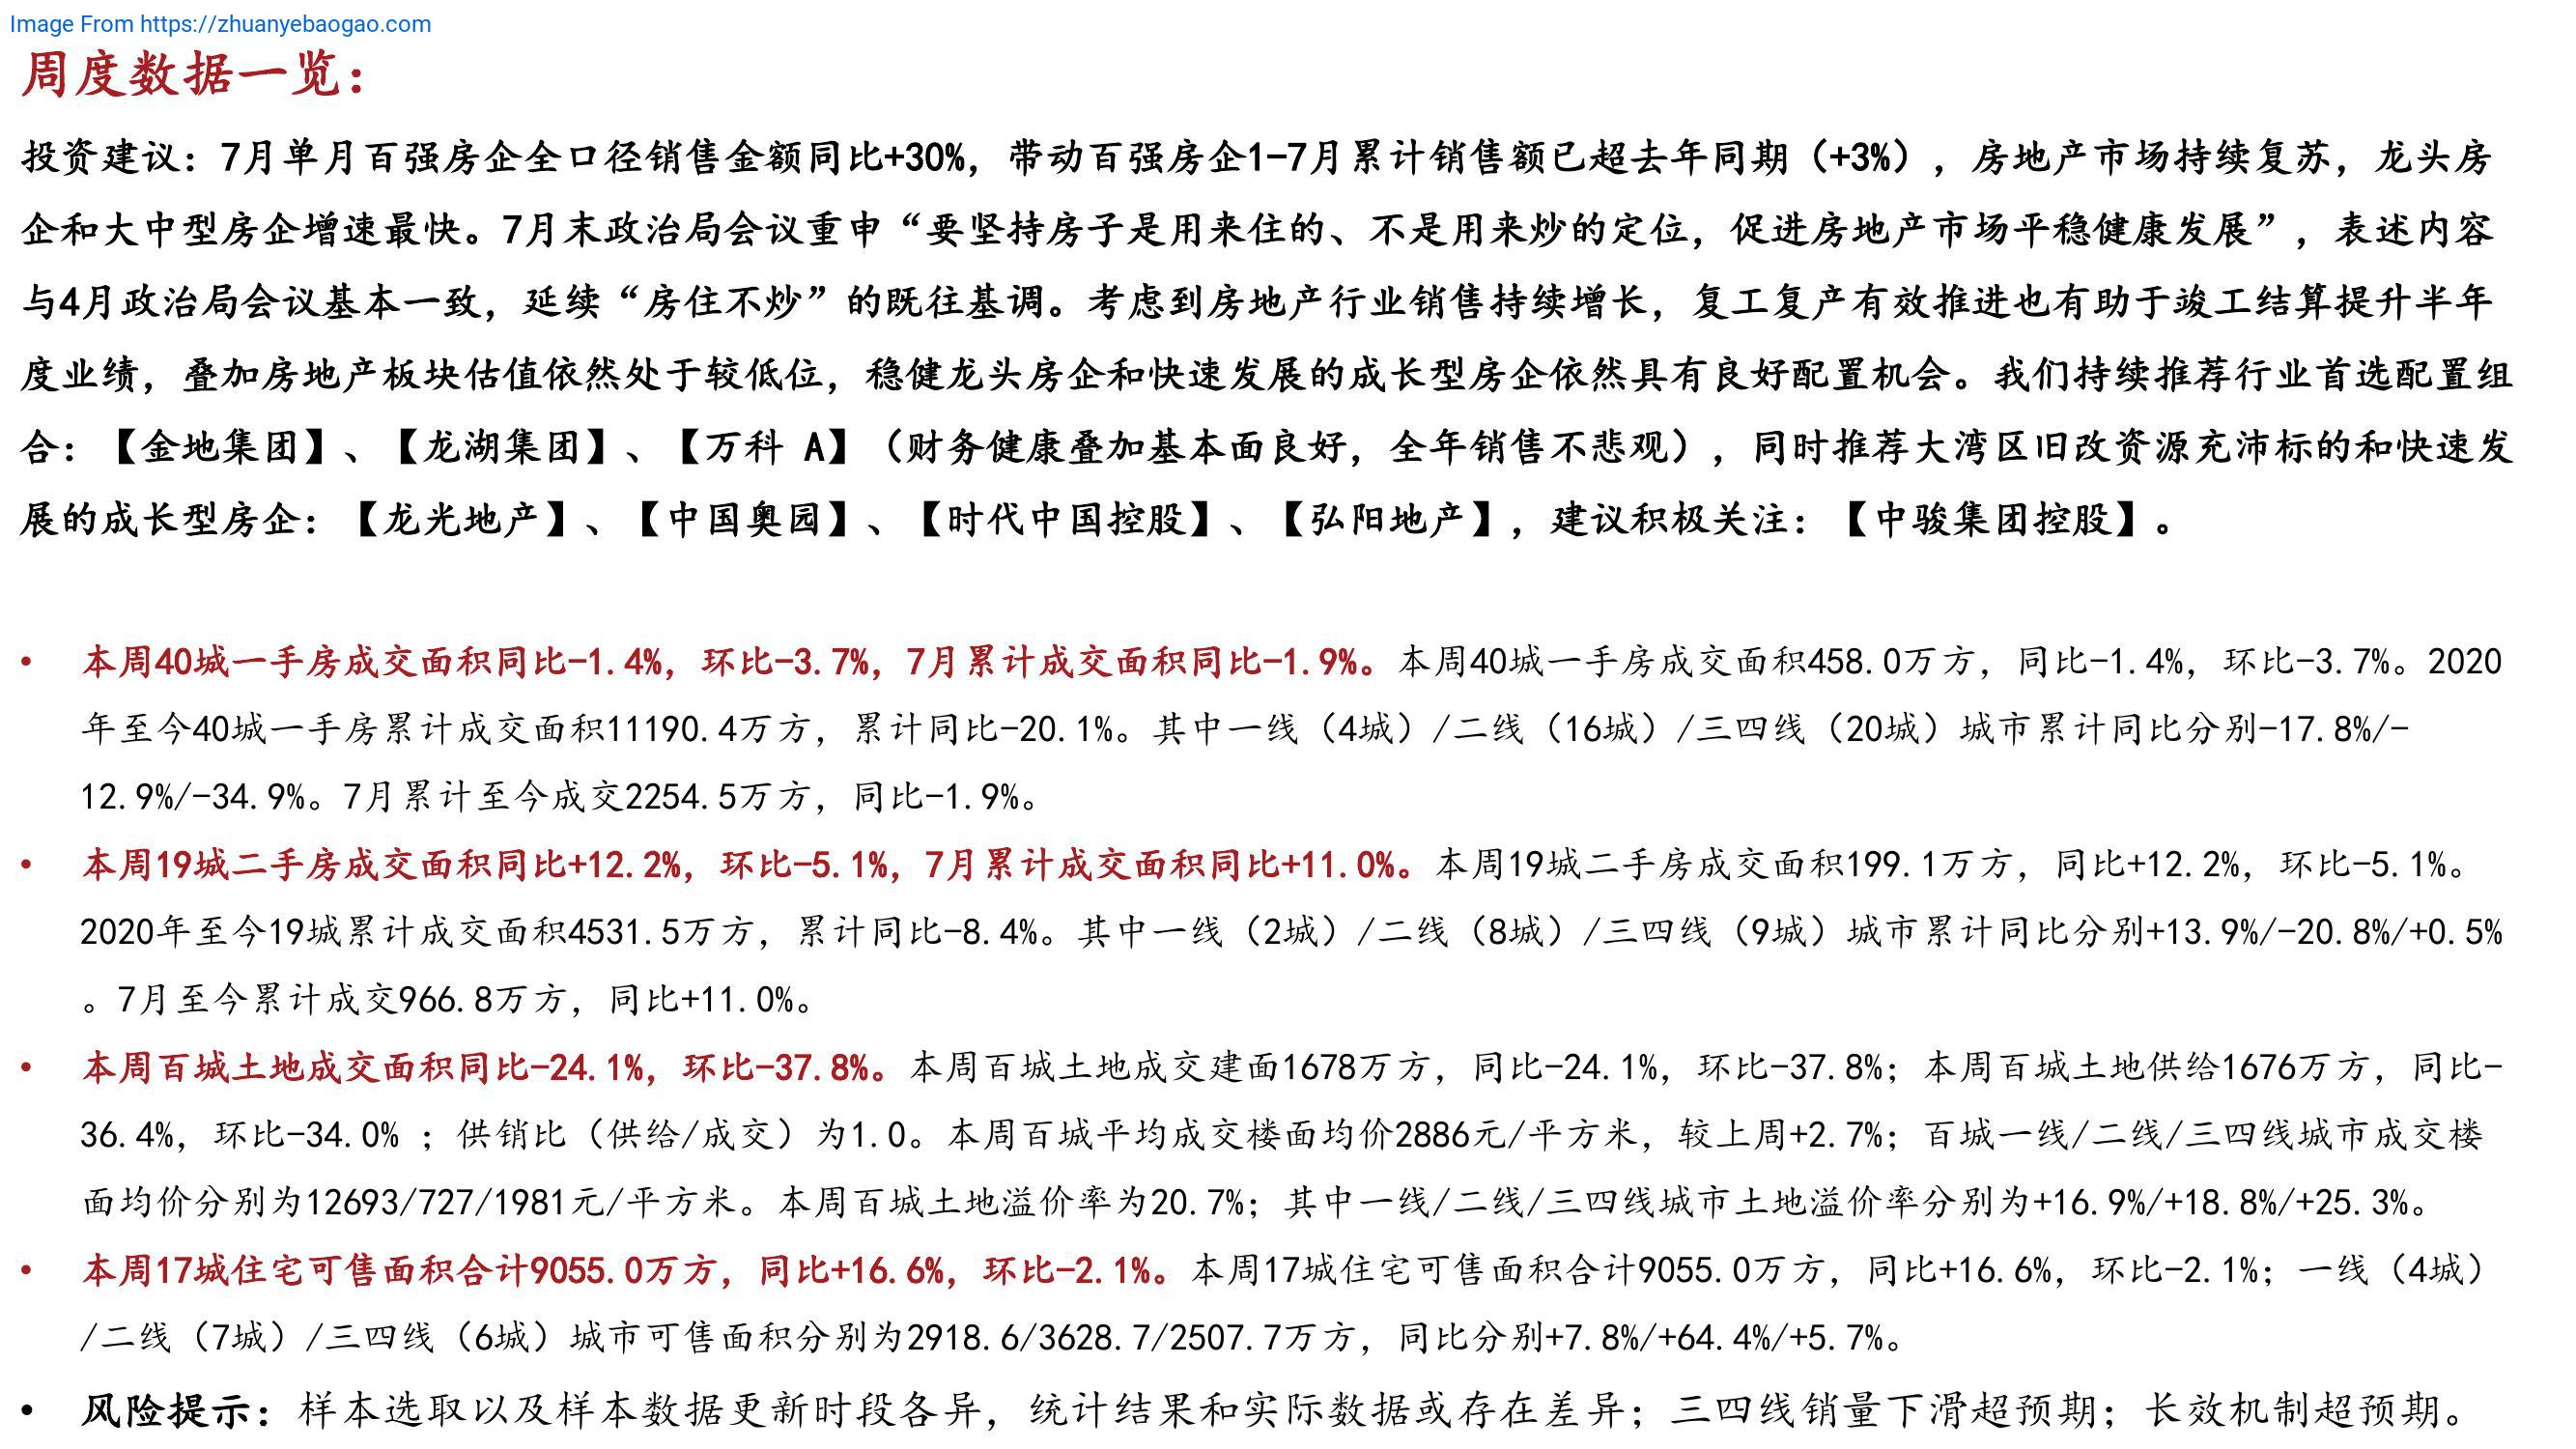 Image From https://zhuanyebaogao.com
周度数据一览：
投资建议：7月单月百强房企全口径销售金额同比+30%，带动百强房企1-7月累计销售额已超去年同期（+3%），房地产市场持续复苏，龙头房
企和大中型房企增速最快。7月末政治局会议重申“要坚持房子是用来住的、不是用来炒的定位，促进房地产市场平稳健康发展”，表述内容
与4月政治局会议基本一致，延续“房住不炒”的既往基调。考虑到房地产行业销售持续增长，复工复产有效推进也有助于竣工结算提升半年
度业绩，叠加房地产板块估值依然处于较低位，稳健龙头房企和快速发展的成长型房企依然具有良好配置机会。我们持续推荐行业首选配置组
合：【金地集团】、【龙湖集团】、【万科 A】（财务健康叠加基本面良好，全年销售不悲观），同时推荐大湾区旧改资源充沛标的和快速发
展的成长型房企：【龙光地产】、【中国奥园】、【时代中国控股】、【弘阳地产】，建议积极关注：【中骏集团控股】。
• 本周40城一手房成交面积同比-1.4%，环比-3.7%，7月累计成交面积同比-1.9%。本周40城一手房成交面积458.0万方，同比-1.4%，环比-3.7%。2020
年至今40城一手房累计成交面积11190.4万方，累计同比-20.1%。其中一线（4城）/二线（16城）/三四线（20城）城市累计同比分别-17.8%/-
12.9%/-34.9%。7月累计至今成交2254.5万方，同比-1.9%。
• 本周19城二手房成交面积同比+12.2%，环比-5.1%，7月累计成交面积同比+11.0%。本周19城二手房成交面积199.1万方，同比+12.2%，环比-5.1%。
2020年至今19城累计成交面积4531.5万方，累计同比-8.4%。其中一线（2城）/二线（8城）/三四线（9城）城市累计同比分别+13.9%/-20.8%/+0.5%
。7月至今累计成交966.8万方，同比+11.0%。
• 本周百城土地成交面积同比-24.1%，环比-37.8%。本周百城土地成交建面1678万方，同比-24.1%，环比-37.8%；本周百城土地供给1676万方，同比-
36.4%，环比-34.0% ；供销比（供给/成交）为1.0。本周百城平均成交楼面均价2886元/平方米，较上周+2.7%；百城一线/二线/三四线城市成交楼
面均价分别为12693/727/1981元/平方米。本周百城土地溢价率为20.7%；其中一线/二线/三四线城市土地溢价率分别为+16.9%/+18.8%/+25.3%。
• 本周17城住宅可售面积合计9055.0万方，同比+16.6%，环比-2.1%。本周17城住宅可售面积合计9055.0万方，同比+16.6%，环比-2.1%；一线（4城）
/二线（7城）/三四线（6城）城市可售面积分别为2918.6/3628.7/2507.7万方，同比分别+7.8%/+64.4%/+5.7%。
• 风险提示：样本选取以及样本数据更新时段各异，统计结果和实际数据或存在差异；三四线销量下滑超预期；长效机制超预期。